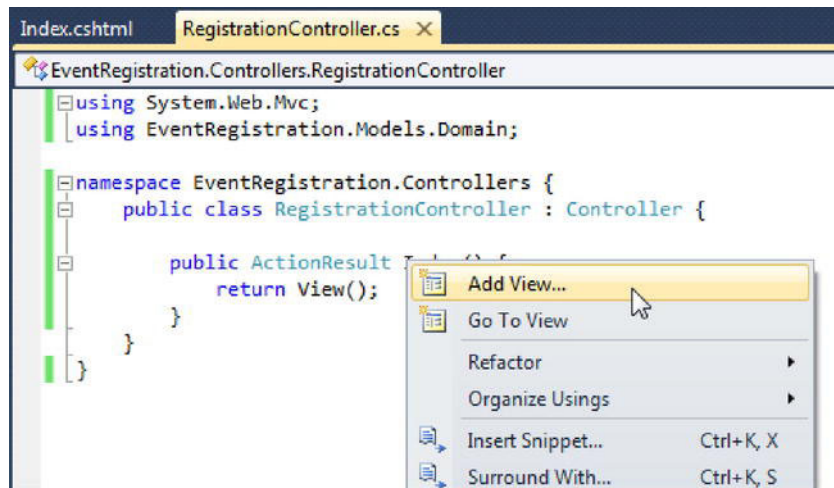 Index.cshtml RegistrationController.cs
EventRegistration.Controllers.RegistrationController
using System.Web.Mvc;
using EventRegistration.Models.Domain;
namespace EventRegistration.Controllers {
public class RegistrationController : Controller {
public ActionResult
return View();
}
}
}
Add View...
Go To View
Refactor
Organize Usings
Insert Snippet... Ctrl+K, X
Surround With... Ctrl+K, S